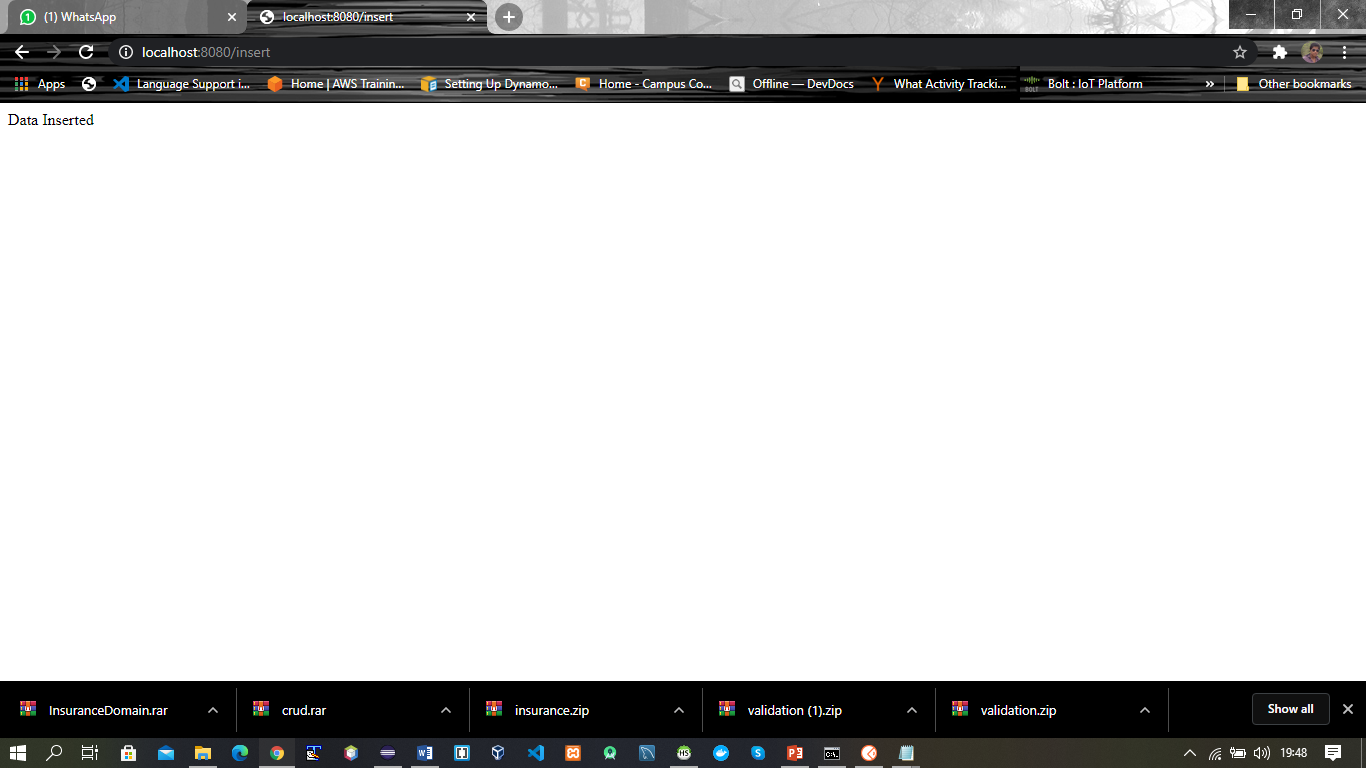 (1) WhatsApp
localhost:8080/insert
localhost:8080/insert
Apps
Language Support i...
Home | AWS Trainin...
Setting Up Dynamo...
Home - Campus Co...
Offline — DevDocs
What Activity Tracki...
BOLT
Bolt : IoT Platform
»
Other bookmarks
Data Inserted
InsuranceDomain.rar
crud.rar
insurance.zip
validation (1).zip
validation.zip
Show all
19:48